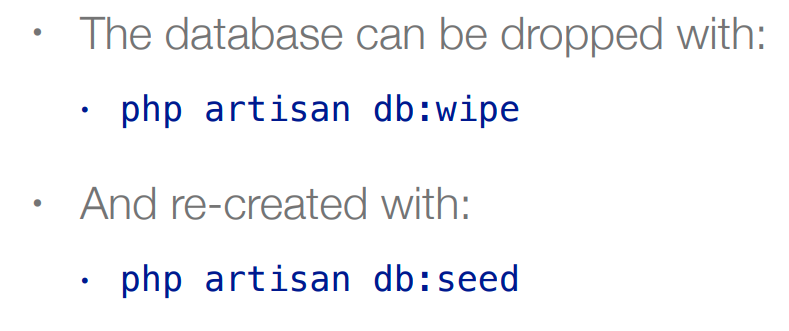 • The database can be dropped with:
• php artisan db:wipe
• And re-created with:
• php artisan db:seed